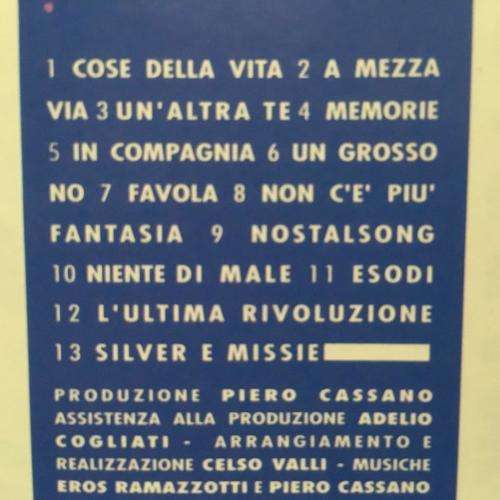 1 COSE DELLA VITA 2 A MEZZA
VIA 3 UN'ALTRA TE 4 MEMORIE
5 IN COMPAGNIA 6 UN GROSSO
NO 7 FAVOLA 8 NON C'E' PIU'
FANTASIA 9 NOSTALSONG
10 NIENTE DI MALE 11 ESODI
12 L'ULTIMA RIVOLUZIONE
13 SILVER E MISSIE
PRODUZIONE PIERO CASSANO
ASSISTENZA ALLA PRODUZIONE ADELIO
COGLIATI - ARRANGIAMENTO E
REALIZZAZIONE CELSO VALLI - MUSICHE
EROS RAMAZZOTTI E PIERO CASSANO